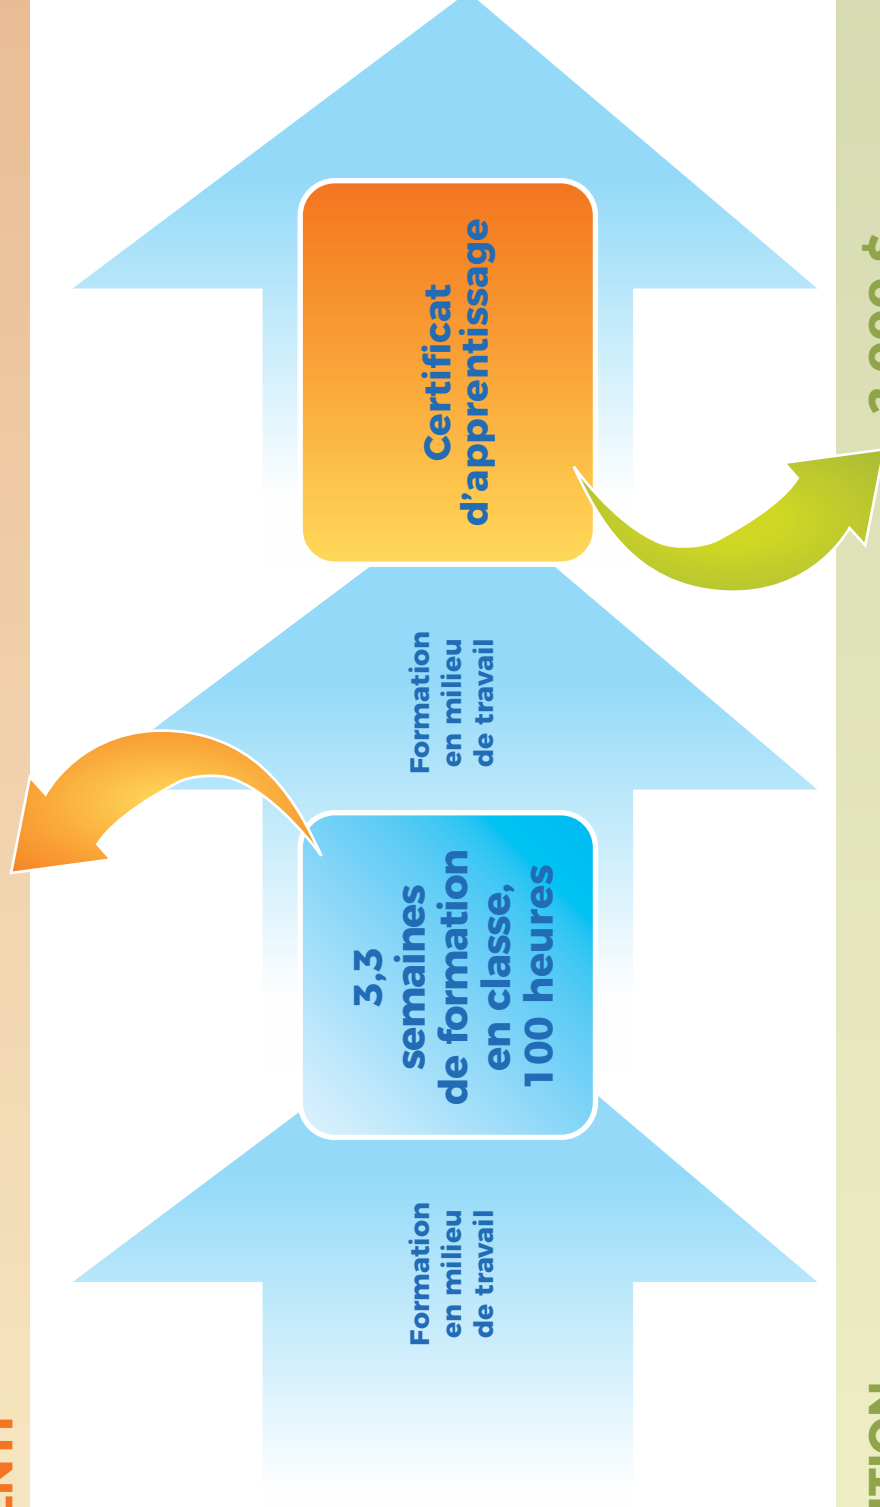 Formation
en milieu
de travail
3,3
semaines
de formation
en classe,
100 heures
Formation
en milieu
de travail
Certificat
d'apprentissage